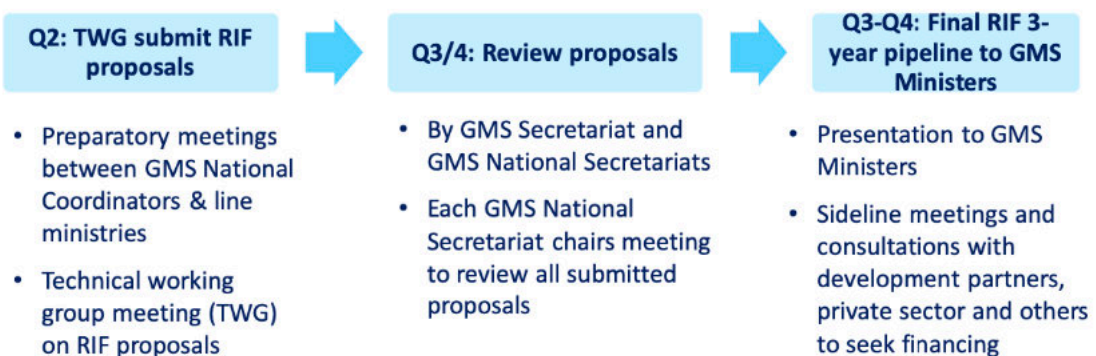 Q2: TWG submit RIF
proposals
• Preparatory meetings
between GMS National
Coordinators & line
ministries
• Technical working
group meeting (TWG)
on RIF proposals
Q3/4: Review proposals
• By GMS Secretariat and
GMS National Secretariats
• Each GMS National
Secretariat chairs meeting
to review all submitted
proposals
Q3-Q4: Final RIF 3-
year pipeline to GMS
Ministers
• Presentation to GMS
Ministers
• Sideline meetings and
consultations with
development partners,
private sector and others
to seek financing